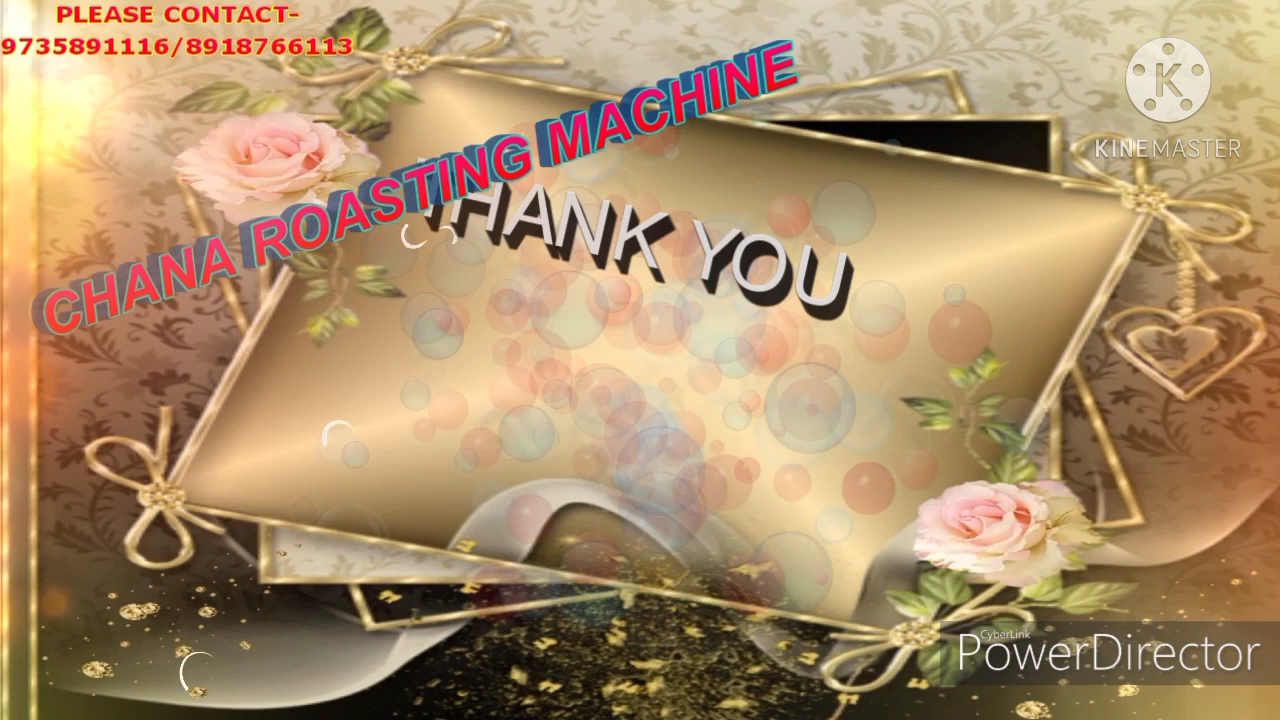 PLEASE CONTACT-
9735891116/8918766113
CHANA ROASTING MACHINE
THANK YOU
K
KINEMASTER
CyberLink
PowerDirector